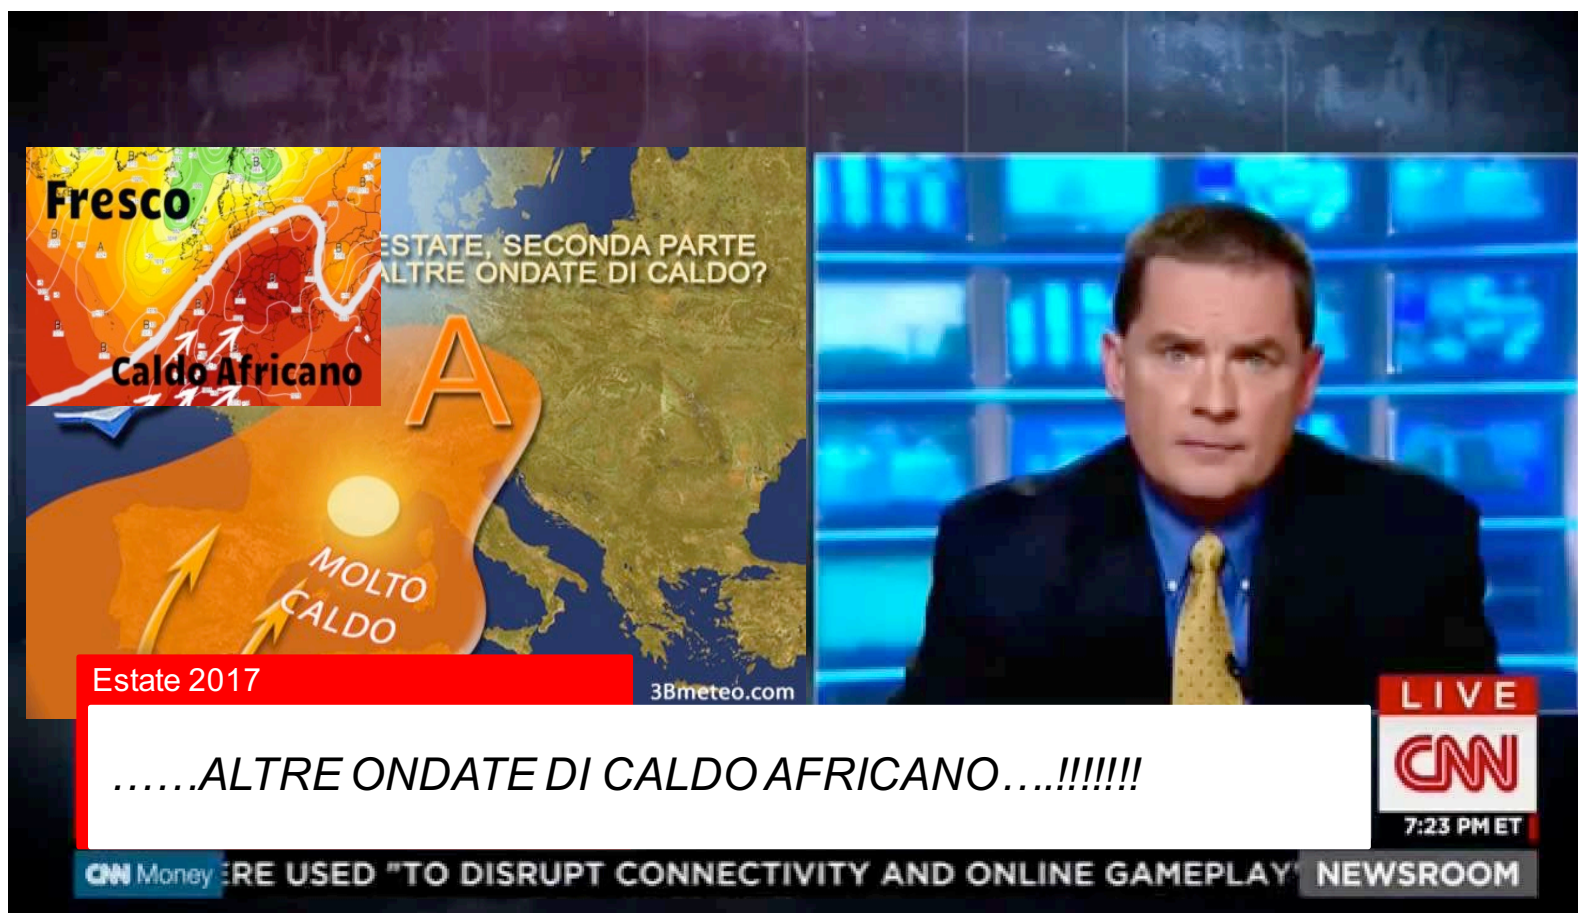 Fresco
Caldo Africano
ESTATE, SECONDA PARTE
ALTRE ONDATE DI CALDO?
A
MOLTO
CALDO
3Bmeteo.com
Estate 2017
……ALTRE ONDATE DI CALDO AFRICANO….!!!!!!!
LIVE
CNN
7:23 PM ET
CNN Money
ERE USED "TO DISRUPT CONNECTIVITY AND ONLINE GAMEPLAY"
NEWSROOM